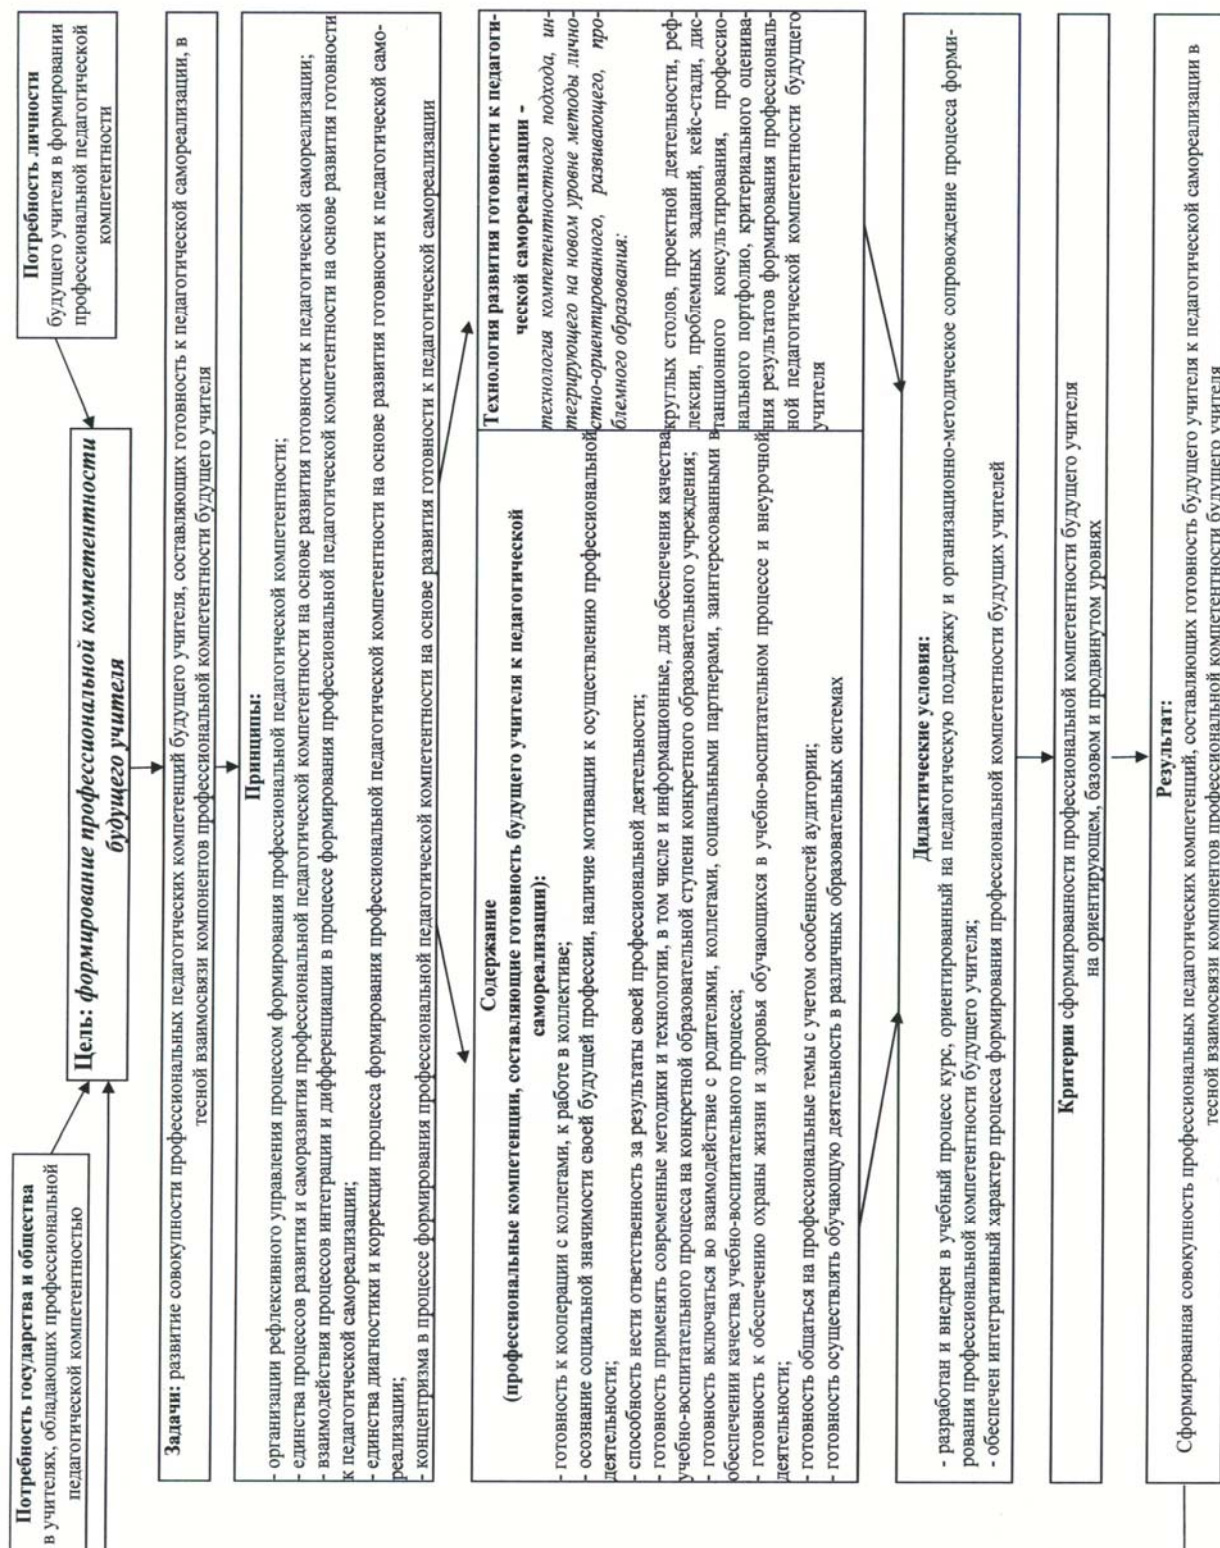 Потребность государства и общества
в учителях, обладающих профессиональной
педагогической компетентностью
Цель: формирование профессиональной компетентности
будущего учителя
Потребность личности
будущего учителя в формировании
профессиональной педагогической
компетентности
Задачи: развитие совокупности профессиональных педагогических компетенций будущего учителя, составляющих готовность к педагогической самореализации, в
тесной взаимосвязи компонентов профессиональной компетентности будущего учителя
Принципы:
- организации рефлексивного управления процессом формирования профессиональной педагогической компетентности;
- единства процессов развития и саморазвития профессиональной педагогической компетентности на основе развития готовности к педагогической самореализации;
- взаимодействия процессов интеграции и дифференциации в процессе формирования профессиональной педагогической компетентности на основе развития готовности
к педагогической самореализации;
- единства диагностики и коррекции процесса формирования профессиональной педагогической компетентности на основе развития готовности к педагогической само-
реализации;
- концентризма в процессе формирования профессиональной педагогической компетентности на основе развития готовности к педагогической самореализации
Содержание
(профессиональные компетенции, составляющие готовность будущего учителя к педагогической
самореализации):
- готовность к кооперации с коллегами, к работе в коллективе;
- осознание социальной значимости своей будущей профессии, наличие мотивации к осуществлению профессиональной
деятельности;
- способность нести ответственность за результаты своей профессиональной деятельности;
- готовность применять современные методики и технологии, в том числе и информационные, для обеспечения качества
учебно-воспитательного процесса на конкретной образовательной ступени конкретного образовательного учреждения;
- готовность включаться во взаимодействие с родителями, коллегами, социальными партнерами, заинтересованными в
обеспечении качества учебно-воспитательного процесса;
- готовность к обеспечению охраны жизни и здоровья обучающихся в учебно-воспитательном процессе и внеурочной
деятельности;
- готовность общаться на профессиональные темы с учетом особенностей аудитории;
- готовность осуществлять обучающую деятельность в различных образовательных системах
Технология развития готовности к педагоги-
ческой самореализации -
технология компетентностного подхода, ин-
тегрирующего на новом уровне методы лично-
стно-ориентированного, развивающего, про-
блемного образования:
круглых столов, проектной деятельности, реф-
лексии, проблемных заданий, кейс-стади, дис-
танционного консультирования, профессио-
нального портфолио, критериального оценива-
ния результатов формирования профессиональ-
ной педагогической компетентности будущего
учителя
Дидактические условия:
- разработан и внедрен в учебный процесс курс, ориентированный на педагогическую поддержку и организационно-методическое сопровождение процесса форми-
рования профессиональной компетентности будущего учителя;
- обеспечен интегративный характер процесса формирования профессиональной компетентности будущих учителей
Критерии сформированности профессиональной компетентности будущего учителя
на ориентирующем, базовом и продвинутом уровнях
Результат:
Сформированная совокупность профессиональных педагогических компетенций, составляющих готовность будущего учителя к педагогической самореализации в
тесной взаимосвязи компонентов профессиональной компетентности будущего учителя